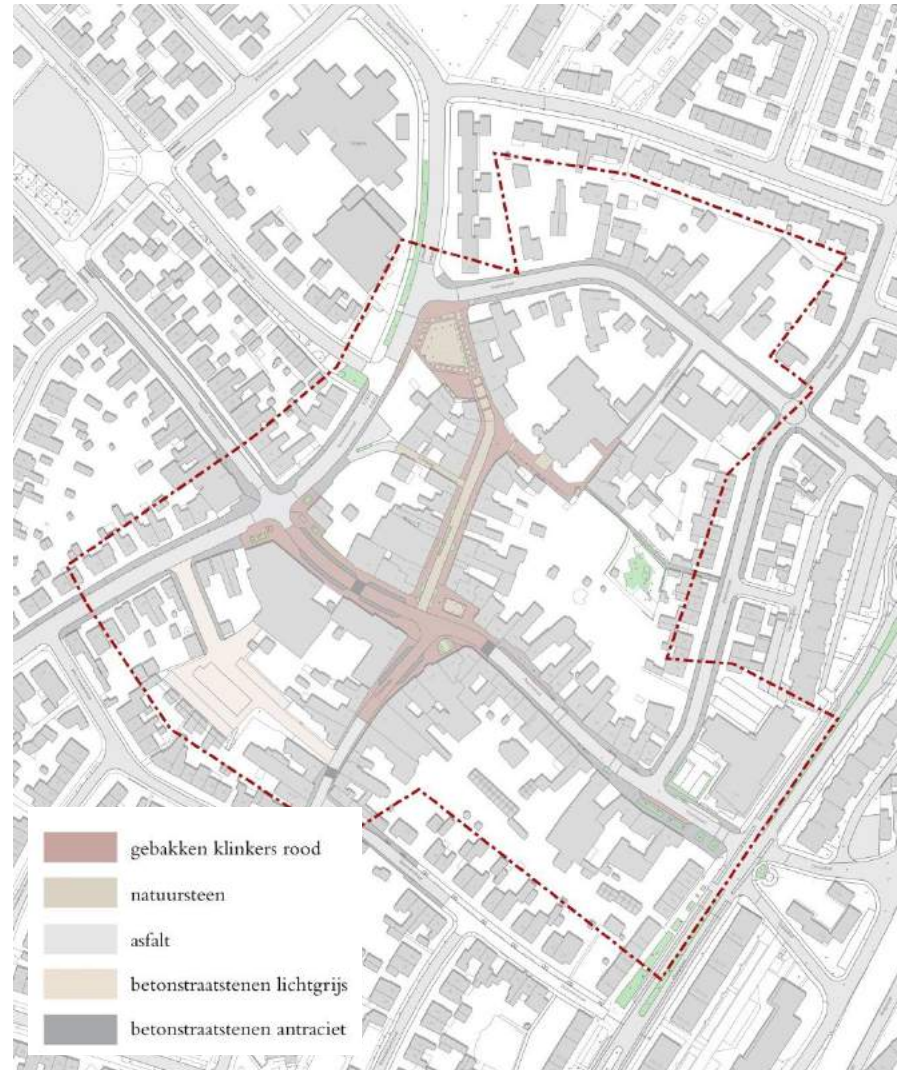 gebakken klinkers rood
natuursteen
asfalt
betonstraatstenen lichtgrijs
betonstraatstenen antraciet